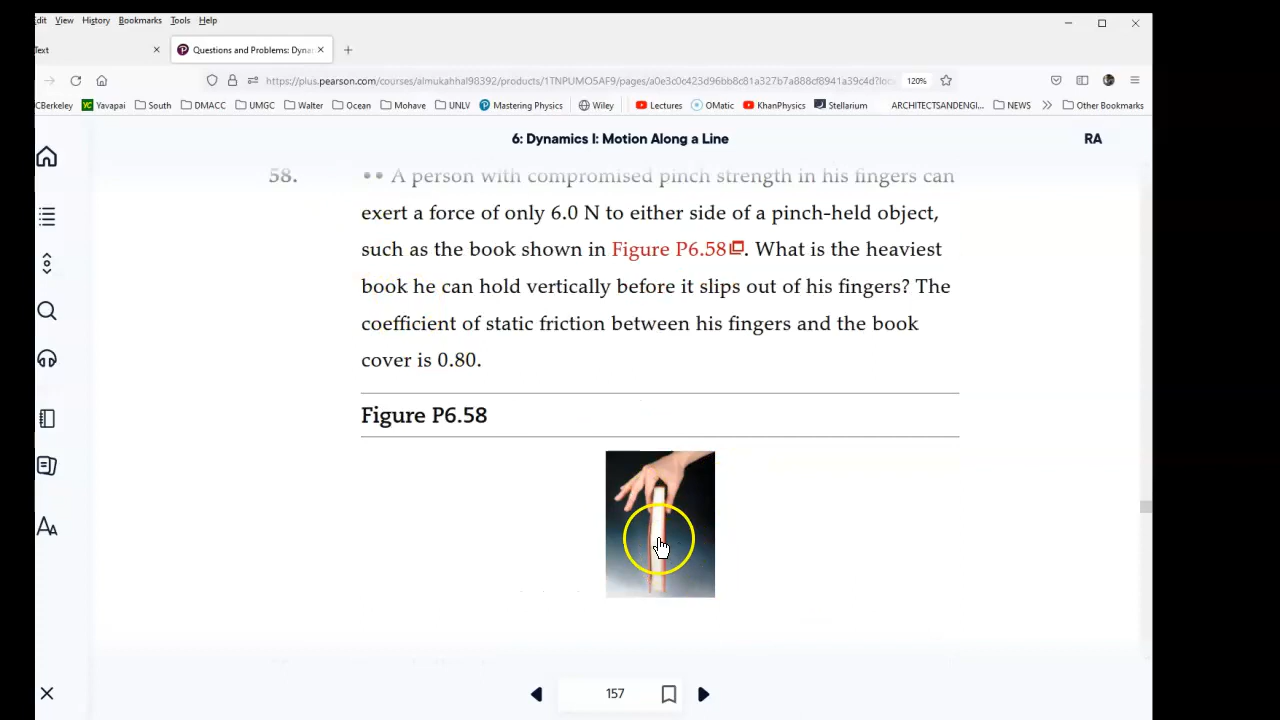 dit View History Bookmarks Tools Help
Text Questions and Problems: Dyna
https://plus.pearson.com/courses/almukahhal98392/products/1TNPUMO5AF9/pages/a0e3c0c423d96bb8c81a327b7a888cf8941a39c4d?loc 120%
CBerkeley Yavapai South DMACC UMGC Walter Ocean Mohave UNLV Mastering Physics Wiley Lectures OMatic KhanPhysics Stellarium ARCHITECTSANDENGI... NEWS Other Bookmarks
6: Dynamics I: Motion Along a Line RA
58. •• A person with compromised pinch strength in his fingers can
exert a force of only 6.0 N to either side of a pinch-held object,
such as the book shown in Figure P6.58. What is the heaviest
book he can hold vertically before it slips out of his fingers? The
coefficient of static friction between his fingers and the book
cover is 0.80.
Figure P6.58
157